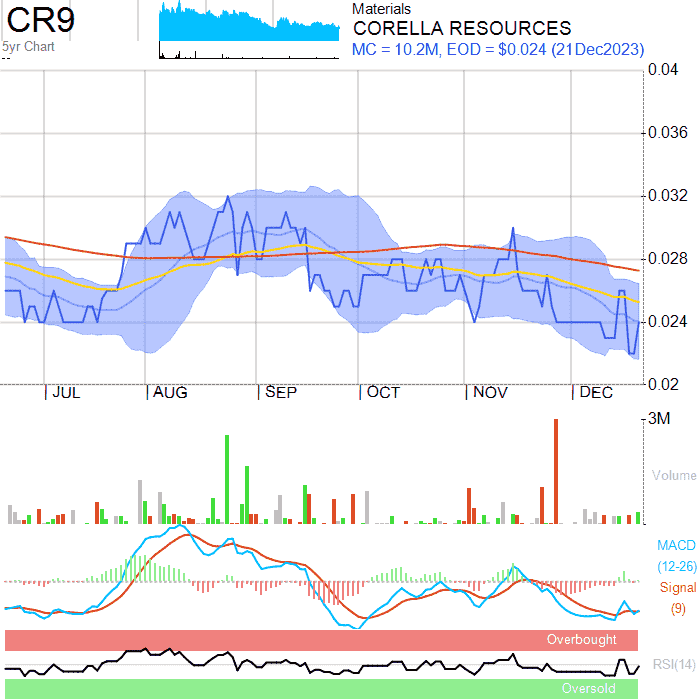 CR9
5yr Chart
Materials
CORELLA RESOURCES
MC = 10.2M, EOD = $0.024 (21Dec2023)
0.04
0.036
0.032
0.028
0.024
0.02
JUL AUG SEP OCT NOV DEC
3M
Volume
MACD
(12-26)
Signal
(9)
Overbought
RSI(14)
Oversold